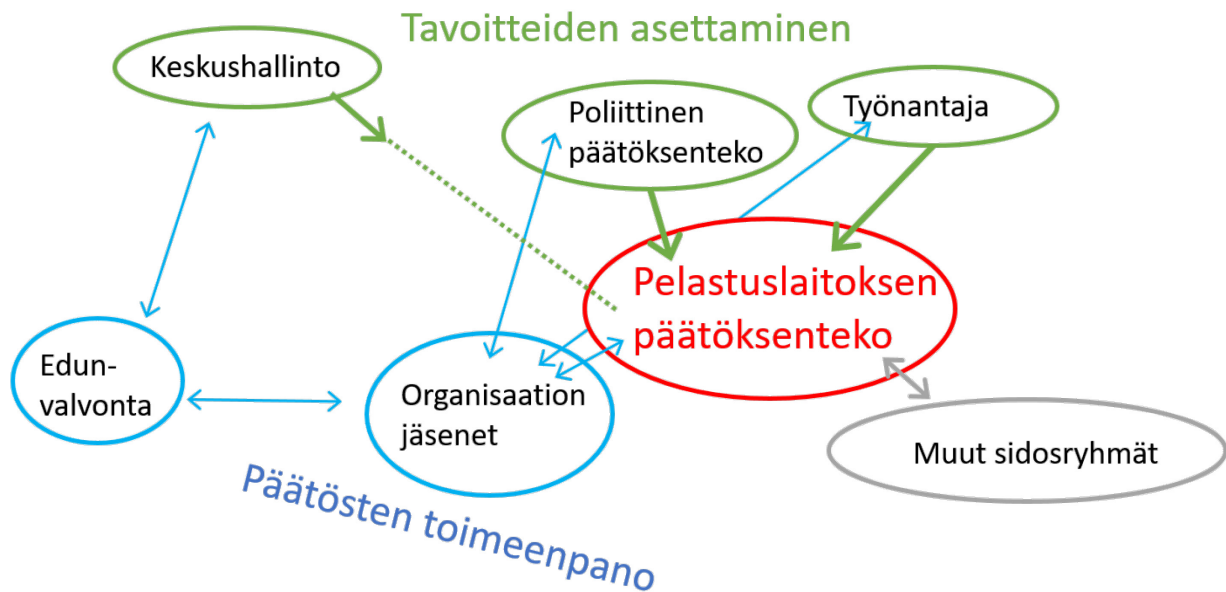 Tavoitteiden asettaminen
Keskushallinto
Poliittinen
päätöksenteko
Työnantaja
Pelastuslaitoksen
päätöksenteko
Edun-
valvonta
Organisaation
jäsenet
Muut sidosryhmät
Päätösten toimeenpano